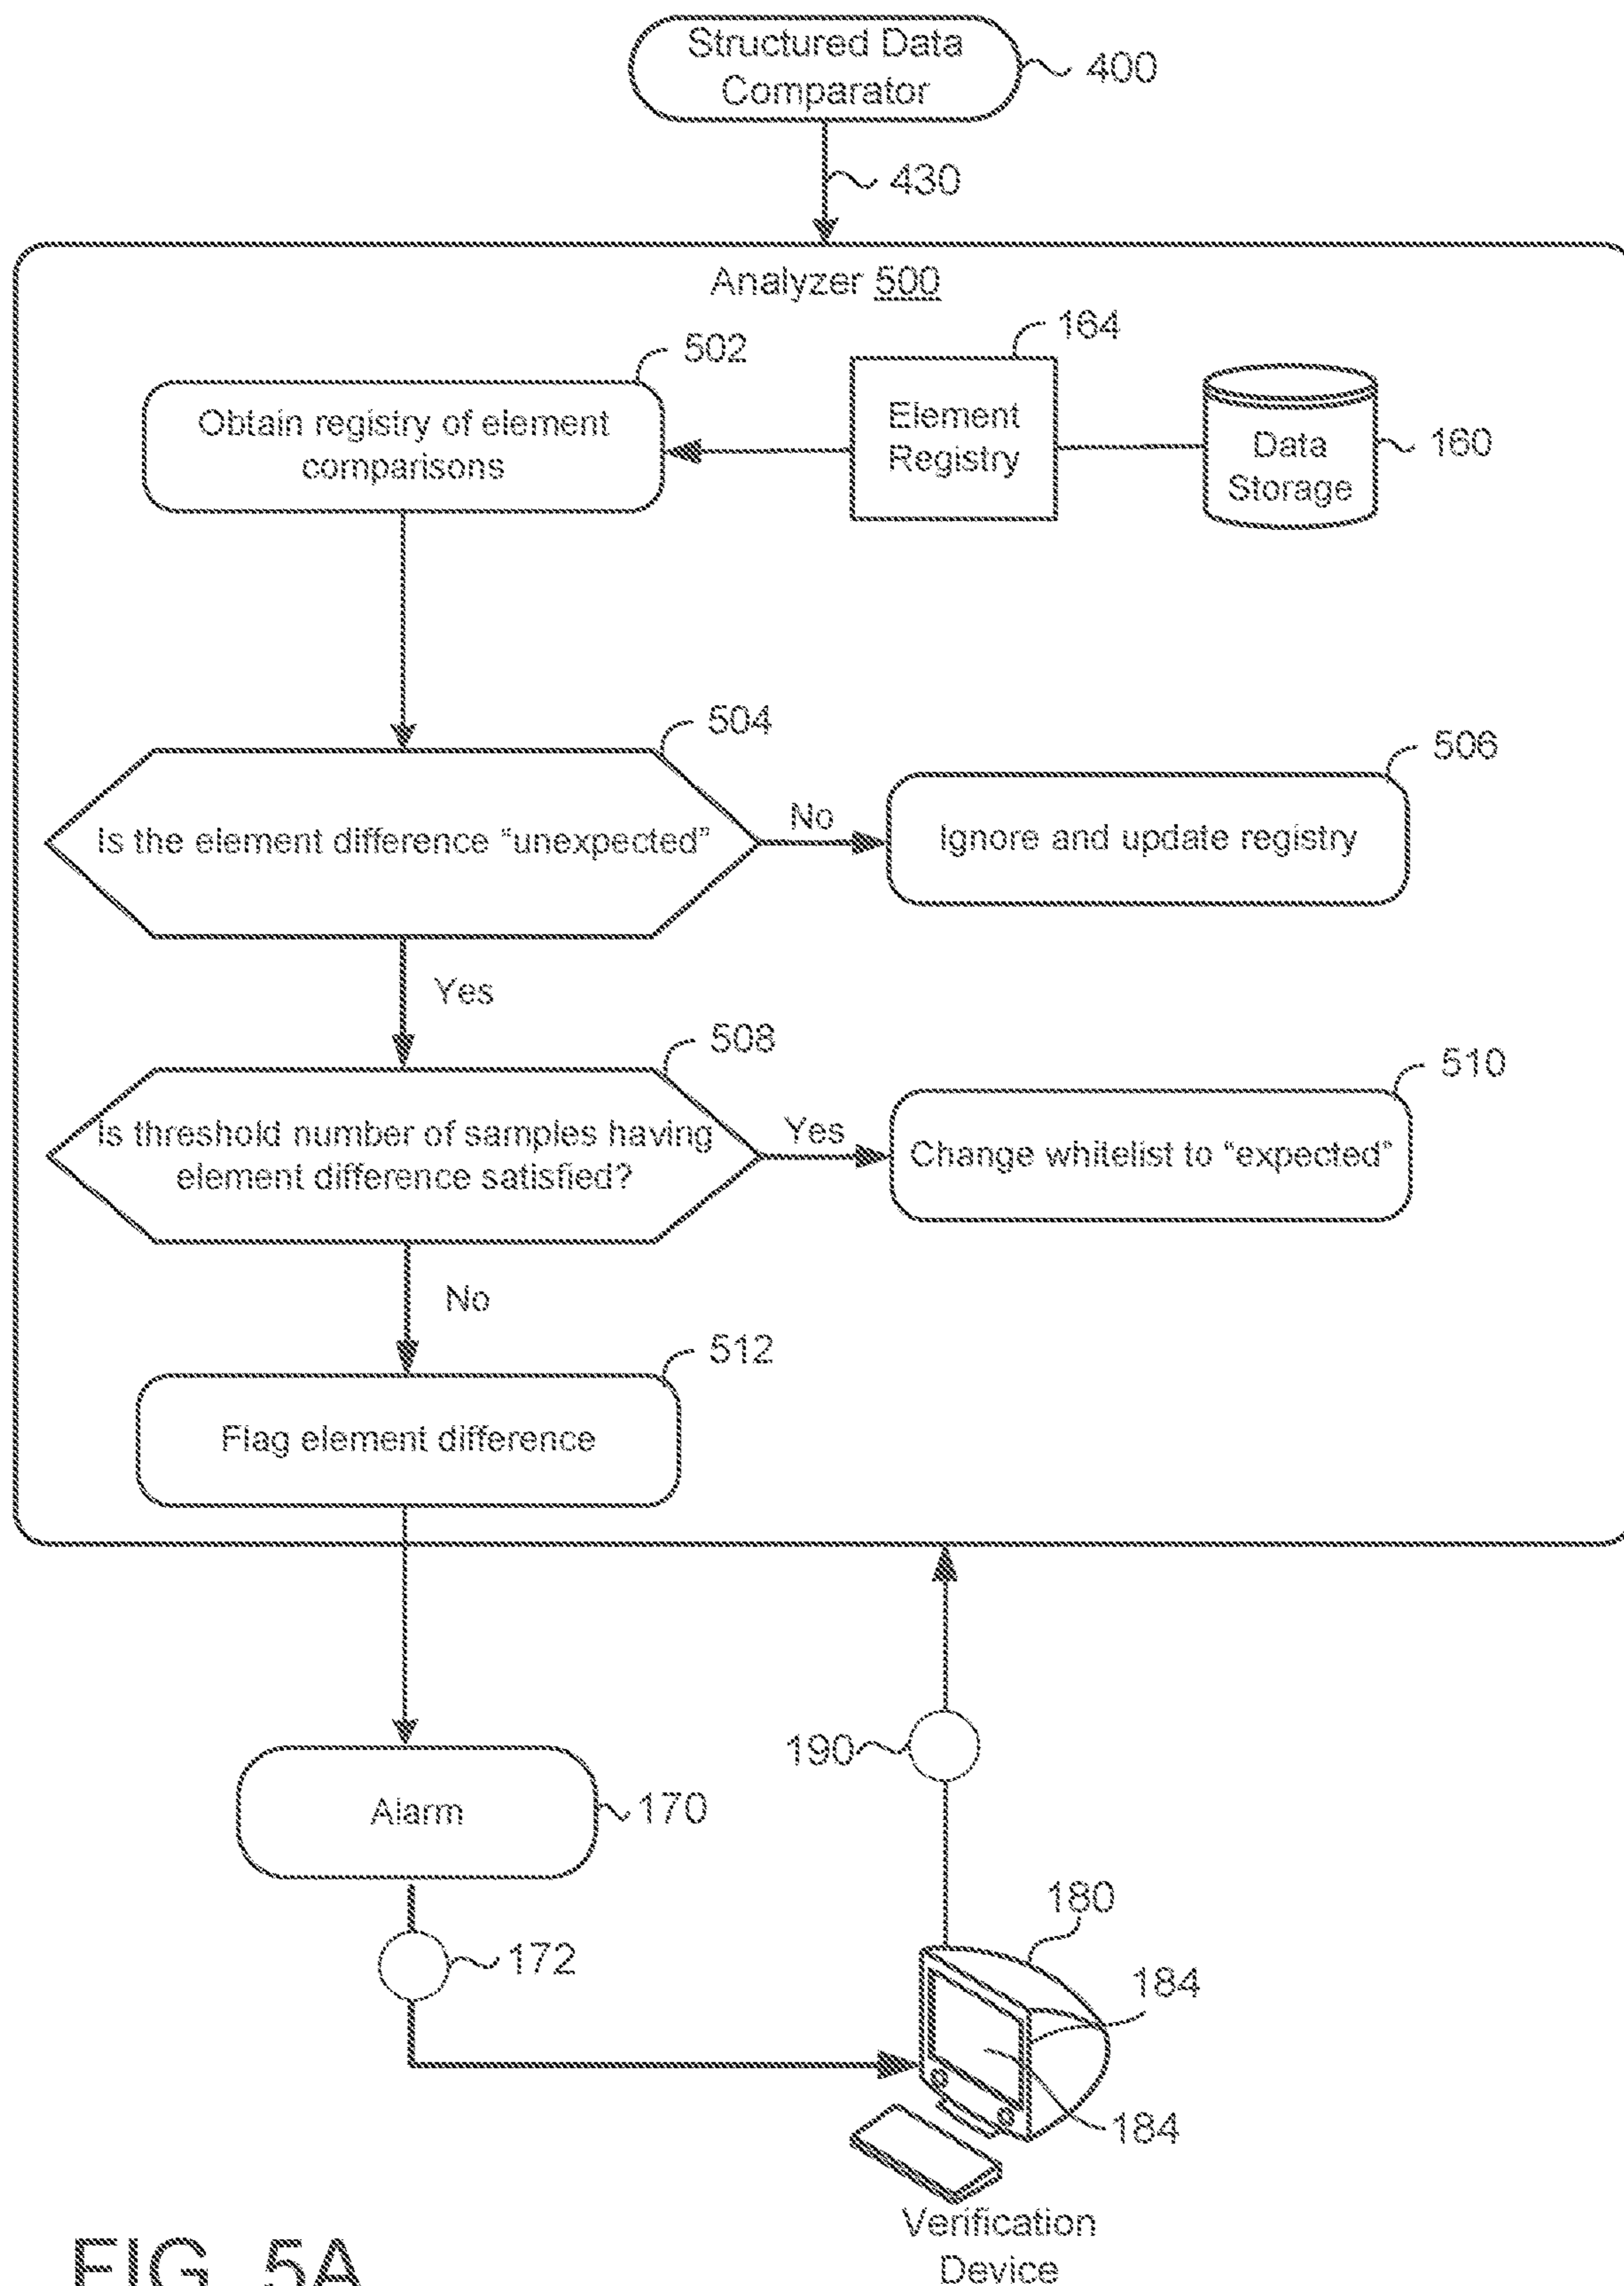 Structured Data
Comparator
400
430
Analyzer 500
502
164
Obtain registry of element
comparisons
Element
Registry
Data
Storage
160
504
506
Is the element difference “unexpected”
No
Ignore and update registry
Yes
508
510
Is threshold number of samples having
element difference satisfied?
Yes
Change whitelist to “expected”
No
512
Flag element difference
190
Alarm
170
180
172
184
184
Verification
Device
FIG. 5A